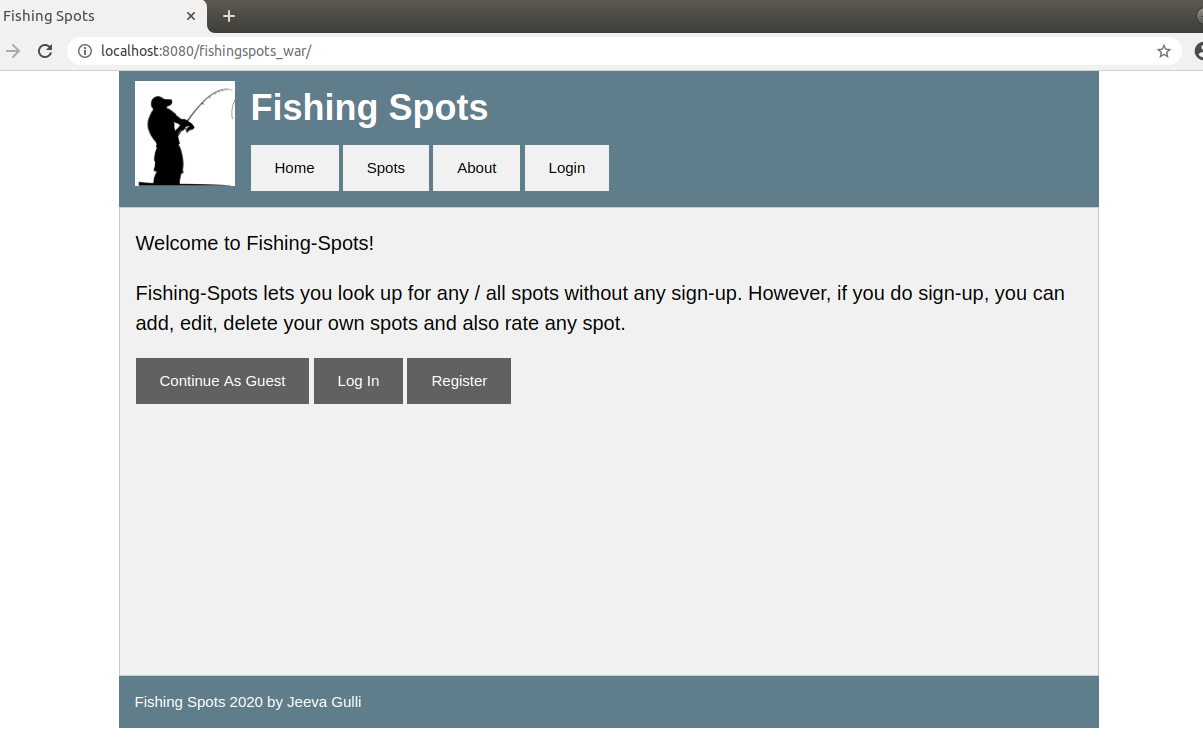 Fishing Spots
localhost:8080/fishingspots_war/
Fishing Spots
Home Spots About Login
Welcome to Fishing-Spots!
Fishing-Spots lets you look up for any / all spots without any sign-up. However, if you do sign-up, you can
add, edit, delete your own spots and also rate any spot.
Continue As Guest Log In Register
Fishing Spots 2020 by Jeeva Gulli